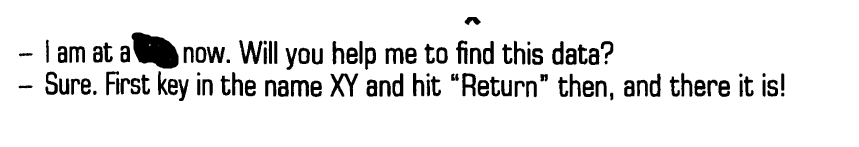 – I am at a now. Will you help me to find this data?
– Sure. First key in the name XY and hit “Return” then, and there it is!